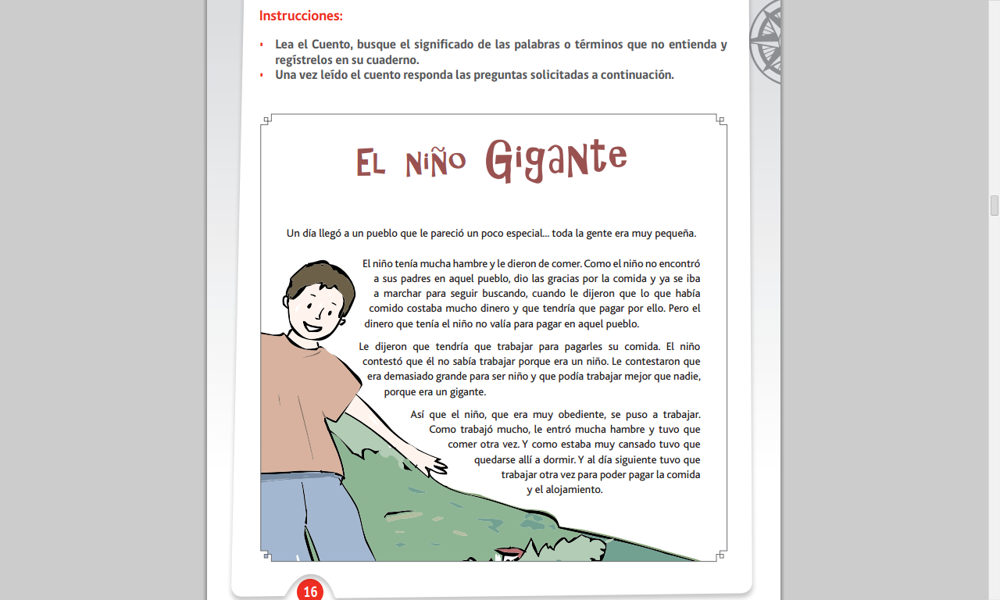 Instrucciones:
Lea el Cuento, busque el significado de las palabras o términos que no entienda y
regístrelos en su cuaderno.
Una vez leído el cuento responda las preguntas solicitadas a continuación.
El niño Gigante
Un día llegó a un pueblo que le pareció un poco especial... toda la gente era muy pequeña.
El niño tenía mucha hambre y le dieron de comer. Como el niño no encontró
a sus padres en aquel pueblo, dio las gracias por la comida y ya se iba
a marchar para seguir buscando, cuando le dijeron que lo que había
comido costaba mucho dinero y que tendría que pagar por ello. Pero el
dinero que tenía el niño no valía para pagar en aquel pueblo.
Le dijeron que tendría que trabajar para pagarles su comida. El niño
contestó que él no sabía trabajar porque era un niño. Le contestaron que
era demasiado grande para ser niño y que podía trabajar mejor que nadie,
porque era un gigante.
Así que el niño, que era muy obediente, se puso a trabajar.
Como trabajó mucho, le entró mucha hambre y tuvo que
comer otra vez. Y como estaba muy cansado tuvo que
quedarse allí a dormir. Y al día siguiente tuvo que
trabajar otra vez para poder pagar la comida
y el alojamiento.
16